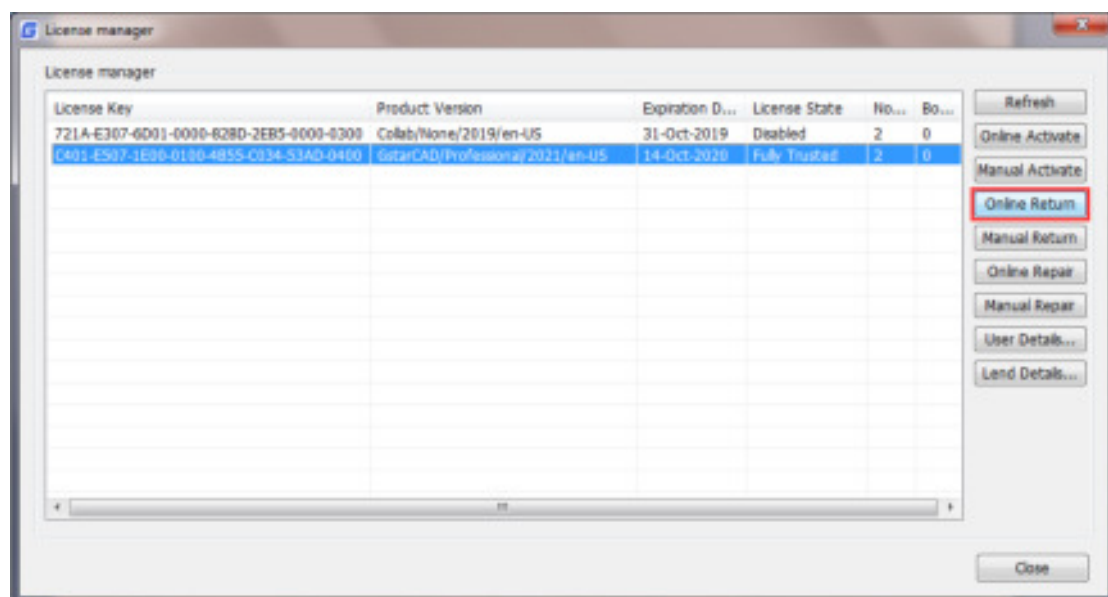 License manager
License manager
License Key Product Version Expiration D... License State No... Bo...
721A-E307-6D01-0000-828D-2EB5-0000-0300 Collab/None/2019/en-US 31-Oct-2019 Disabled 2 0
C401-E507-1E00-0100-4B55-C034-53AD-0400 GstarCAD/Professional/2021/en-US 14-Oct-2020 Fully Trusted 2 0
Refresh
Online Activate
Manual Activate
Online Return
Manual Return
Online Repair
Manual Repair
User Details...
Lend Details...
Close